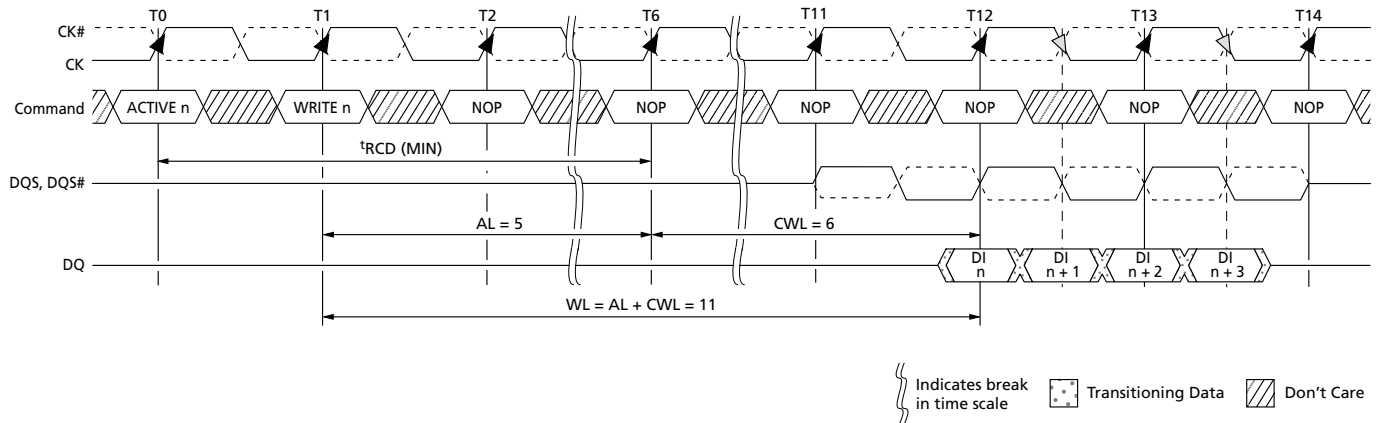 T0 T1 T2 T6 T11 T12 T13 T14
CK#
CK
Command ACTIVE n WRITE n NOP NOP NOP NOP NOP NOP
tRCD (MIN)
DQS, DQS#
AL = 5 CWL = 6
DQ DI n DI n + 1 DI n + 2 DI n + 3
WL = AL + CWL = 11
Indicates break in time scale
Transitioning Data
Don't Care